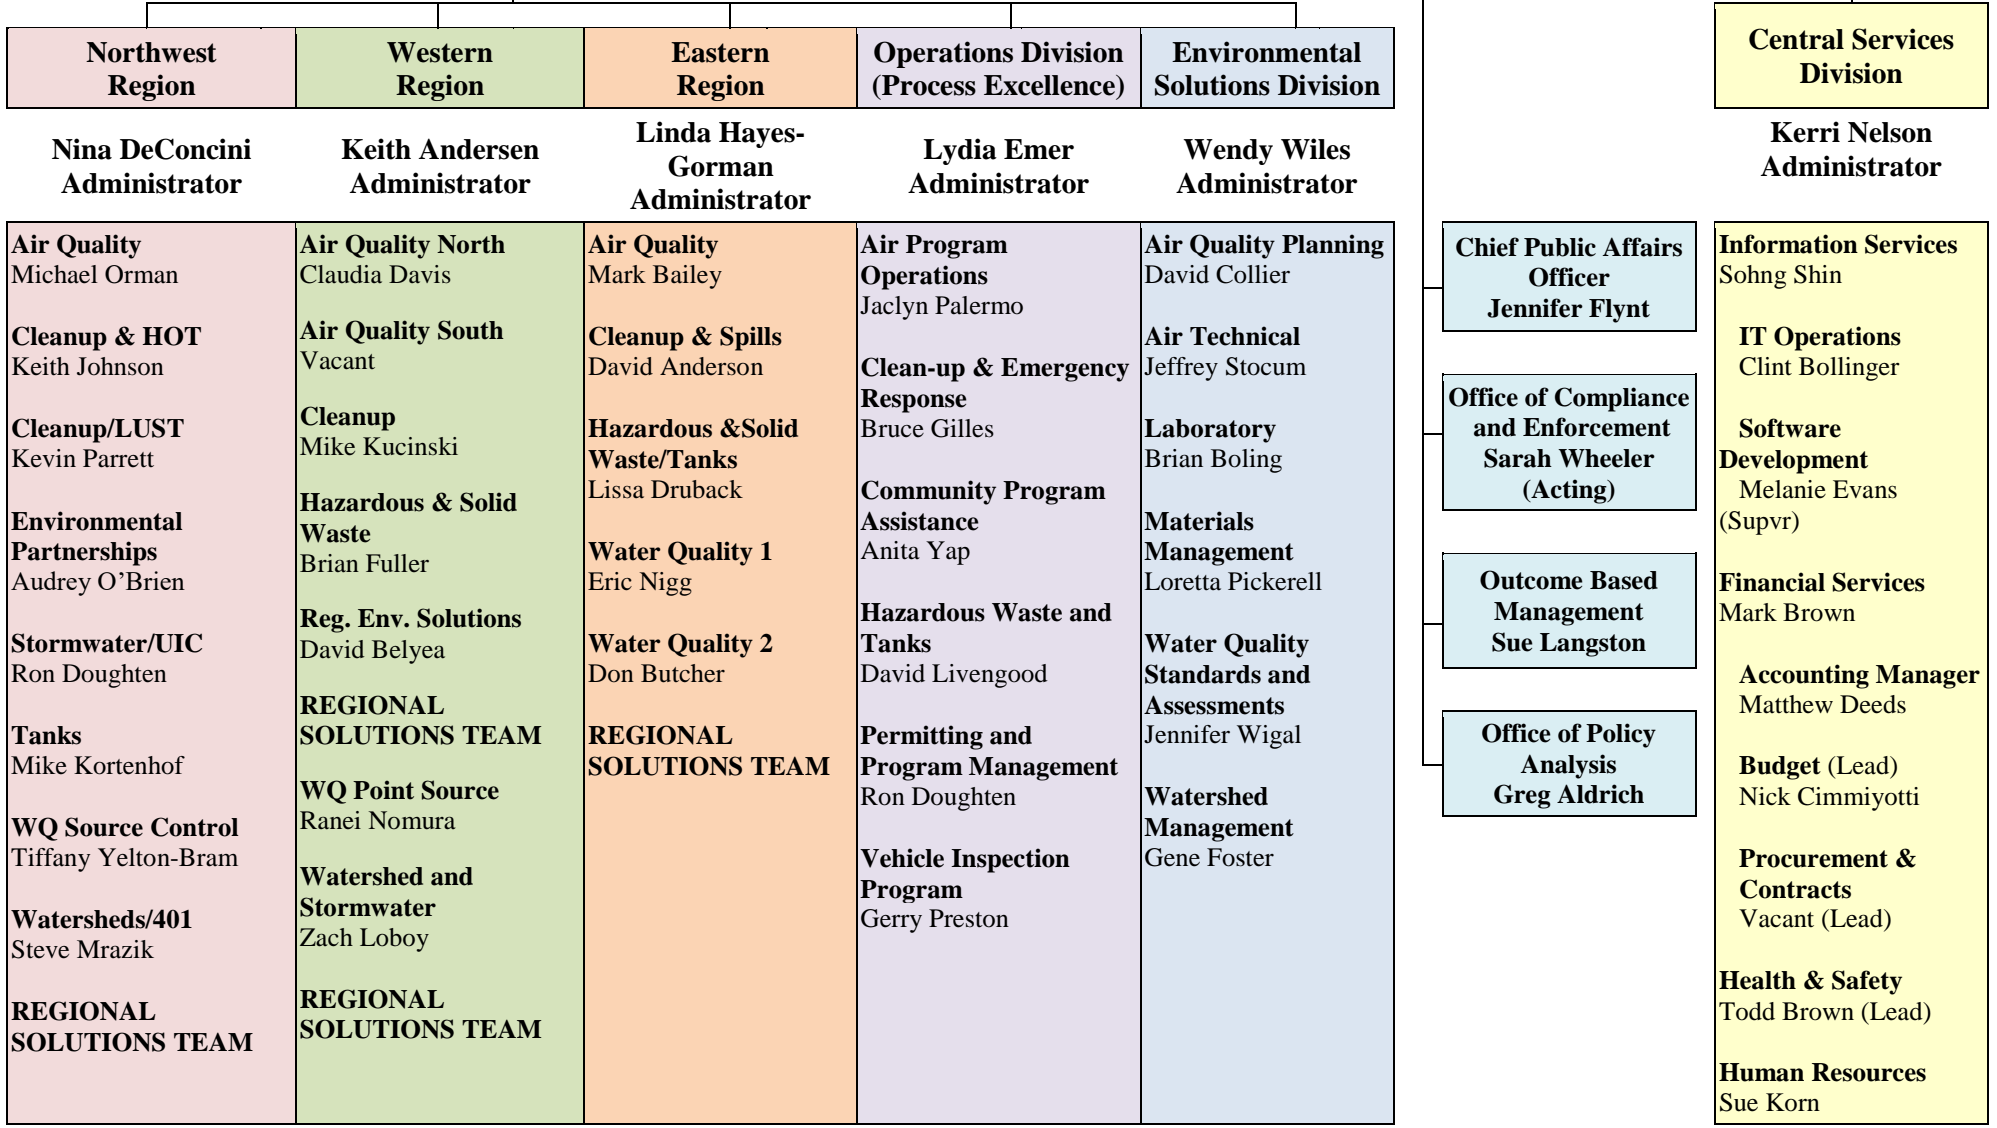 Northwest
Region
Nina DeConcini
Administrator
Air Quality
Michael Orman
Cleanup & HOT
Keith Johnson
Cleanup/LUST
Kevin Parrett
Environmental
Partnerships
Audrey O’Brien
Stormwater/UIC
Ron Doughten
Tanks
Mike Kortenhof
WQ Source Control
Tiffany Yelton-Bram
Watersheds/401
Steve Mrazik
REGIONAL
SOLUTIONS TEAM
Western
Region
Keith Andersen
Administrator
Air Quality North
Claudia Davis
Air Quality South
Vacant
Cleanup
Mike Kucinski
Hazardous & Solid
Waste
Brian Fuller
Reg. Env. Solutions
David Belyea
REGIONAL
SOLUTIONS TEAM
WQ Point Source
Ranei Nomura
Watershed and
Stormwater
Zach Loboy
REGIONAL
SOLUTIONS TEAM
Eastern
Region
Linda Hayes-
Gorman
Administrator
Air Quality
Mark Bailey
Cleanup & Spills
David Anderson
Hazardous &Solid
Waste/Tanks
Lissa Druback
Water Quality 1
Eric Nigg
Water Quality 2
Don Butcher
REGIONAL
SOLUTIONS TEAM
Operations Division
(Process Excellence)
Lydia Emer
Administrator
Air Program
Operations
Jaclyn Palermo
Clean-up & Emergency
Response
Bruce Gilles
Community Program
Assistance
Anita Yap
Hazardous Waste and
Tanks
David Livengood
Permitting and
Program Management
Ron Doughten
Vehicle Inspection
Program
Gerry Preston
Environmental
Solutions Division
Wendy Wiles
Administrator
Air Quality Planning
David Collier
Air Technical
Jeffrey Stocum
Laboratory
Brian Boling
Materials
Management
Loretta Pickerell
Water Quality
Standards and
Assessments
Jennifer Wigal
Watershed
Management
Gene Foster
Chief Public Affairs
Officer
Jennifer Flynt
Office of Compliance
and Enforcement
Sarah Wheeler
(Acting)
Outcome Based
Management
Sue Langston
Office of Policy
Analysis
Greg Aldrich
Central Services
Division
Kerri Nelson
Administrator
Information Services
Sohng Shin
IT Operations
Clint Bollinger
Software
Development
Melanie Evans
(Supvr)
Financial Services
Mark Brown
Accounting Manager
Matthew Deeds
Budget (Lead)
Nick Cimmiyotti
Procurement &
Contracts
Vacant (Lead)
Health & Safety
Todd Brown (Lead)
Human Resources
Sue Korn